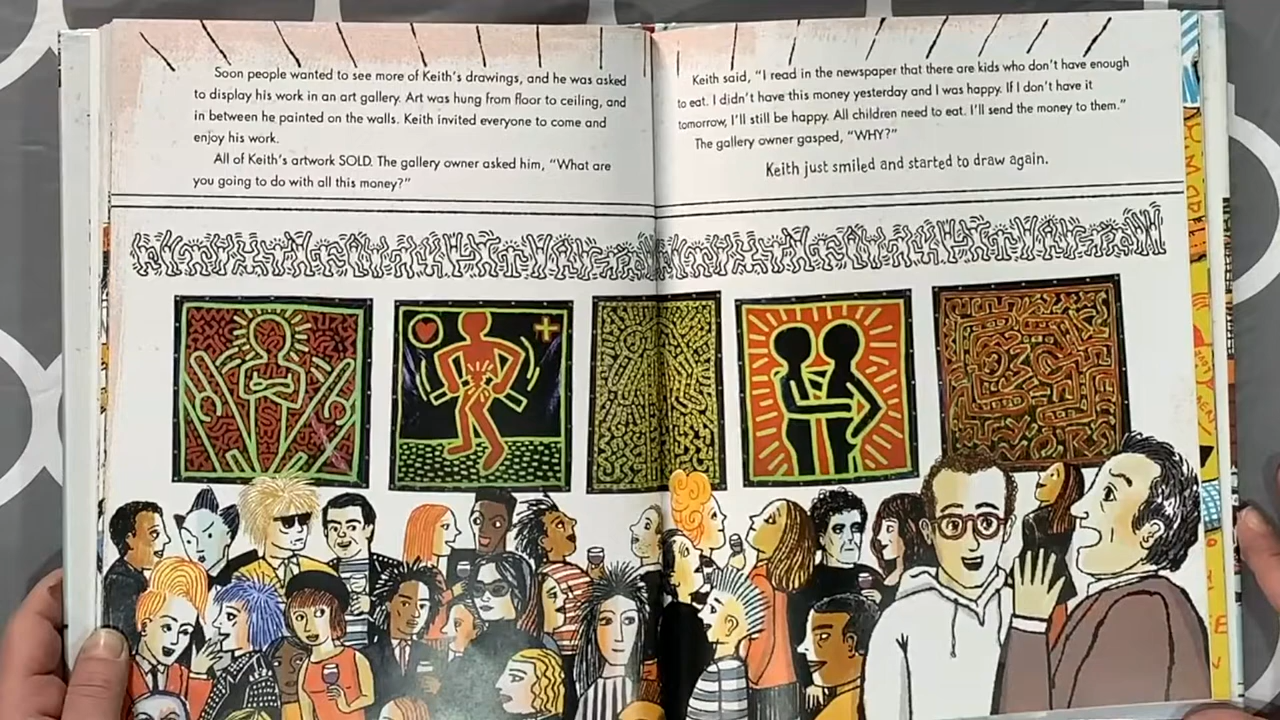 Soon people wanted to see more of Keith's drawings, and he was asked
to display his work in an art gallery. Art was hung from floor to ceiling, and
in between he painted on the walls. Keith invited everyone to come and
enjoy his work.
All of Keith's artwork SOLD. The gallery owner asked him, "What are
you going to do with all this money?"
Keith said, "I read in the newspaper that there are kids who don't have enough
to eat. I didn't have this money yesterday and I was happy. If I don't have it
tomorrow, I'll still be happy. All children need to eat. I'll send the money to them."
The gallery owner gasped, "WHY?"
Keith just smiled and started to draw again.